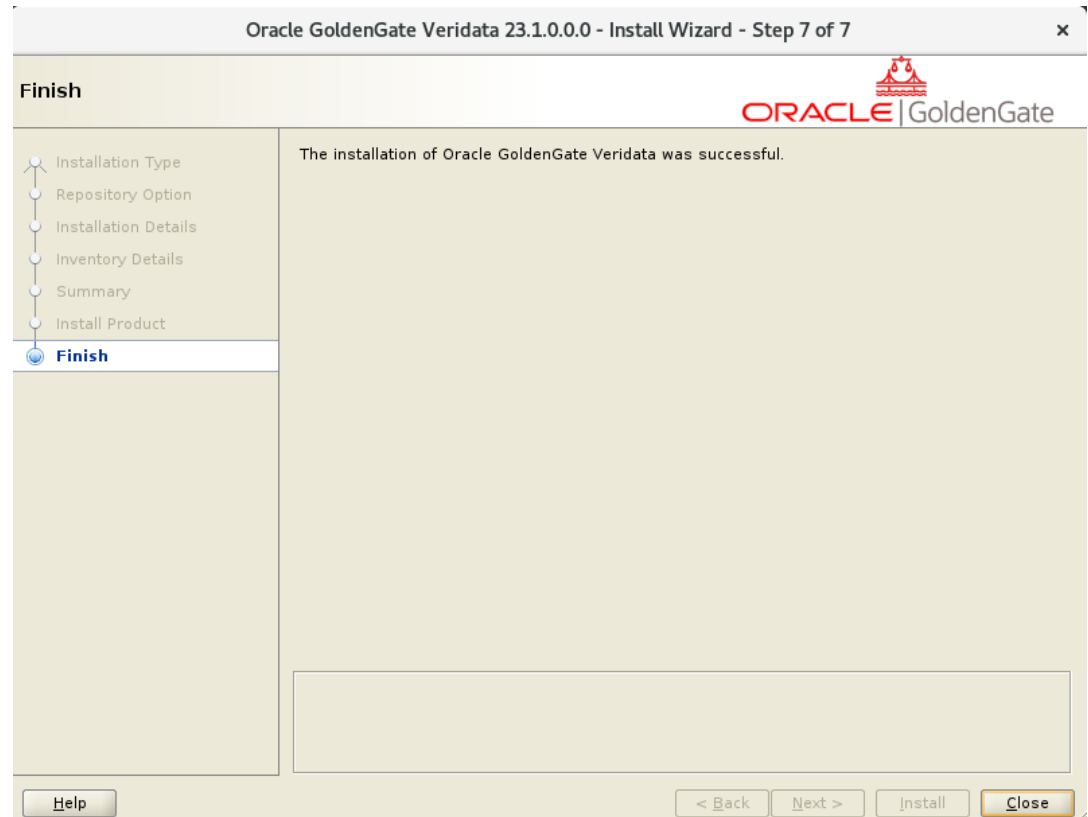 Oracle GoldenGate Veridata 23.1.0.0.0 - Install Wizard - Step 7 of 7
Finish
ORACLE | GoldenGate
Installation Type
Repository Option
Installation Details
Inventory Details
Summary
Install Product
Finish
The installation of Oracle GoldenGate Veridata was successful.
Help
< Back
Next >
Install
Close